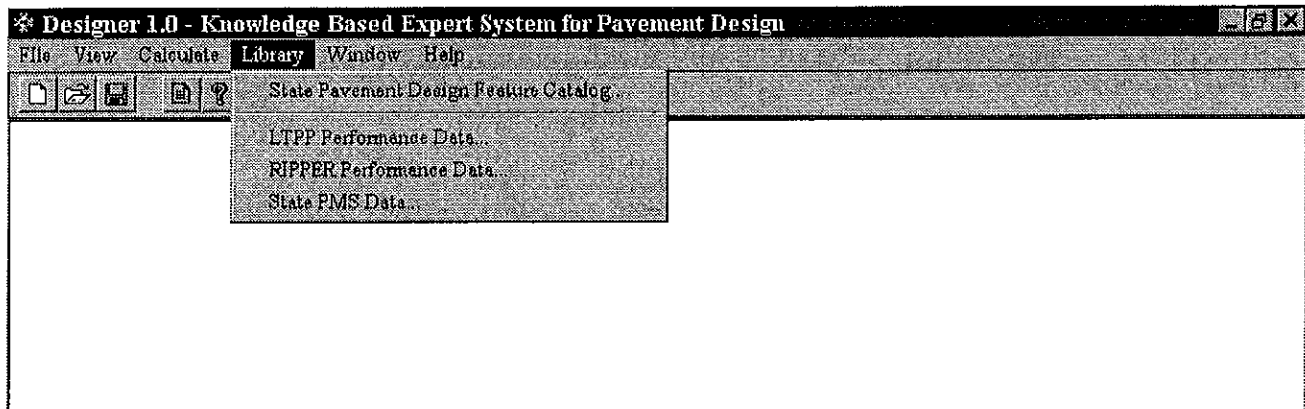 Designer 1.0 - Knowledge Based Expert System for Pavement Design
File View Calculate Library Window Help
State Pavement Design Feature Catalog...
LTPP Performance Data...
RIPPER Performance Data...
State PMS Data...